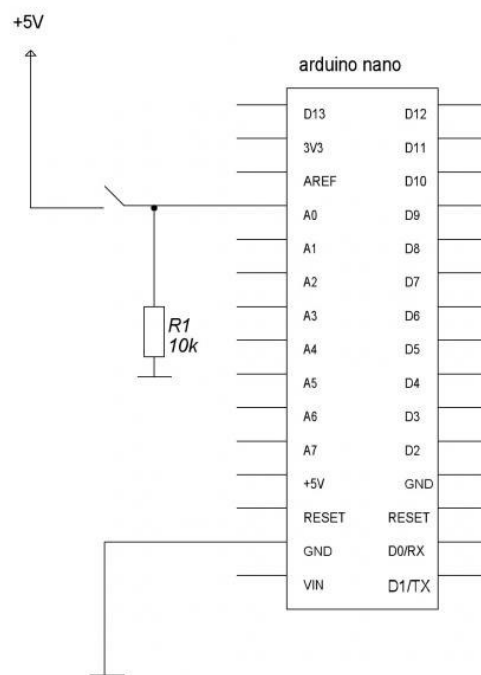 +5V
arduino nano
D13 D12
3V3 D11
AREF D10
A0 D9
A1 D8
A2 D7
A3 D6
A4 D5
A5 D4
A6 D3
A7 D2
+5V GND
RESET RESET
GND D0/RX
VIN D1/TX
R1
10k